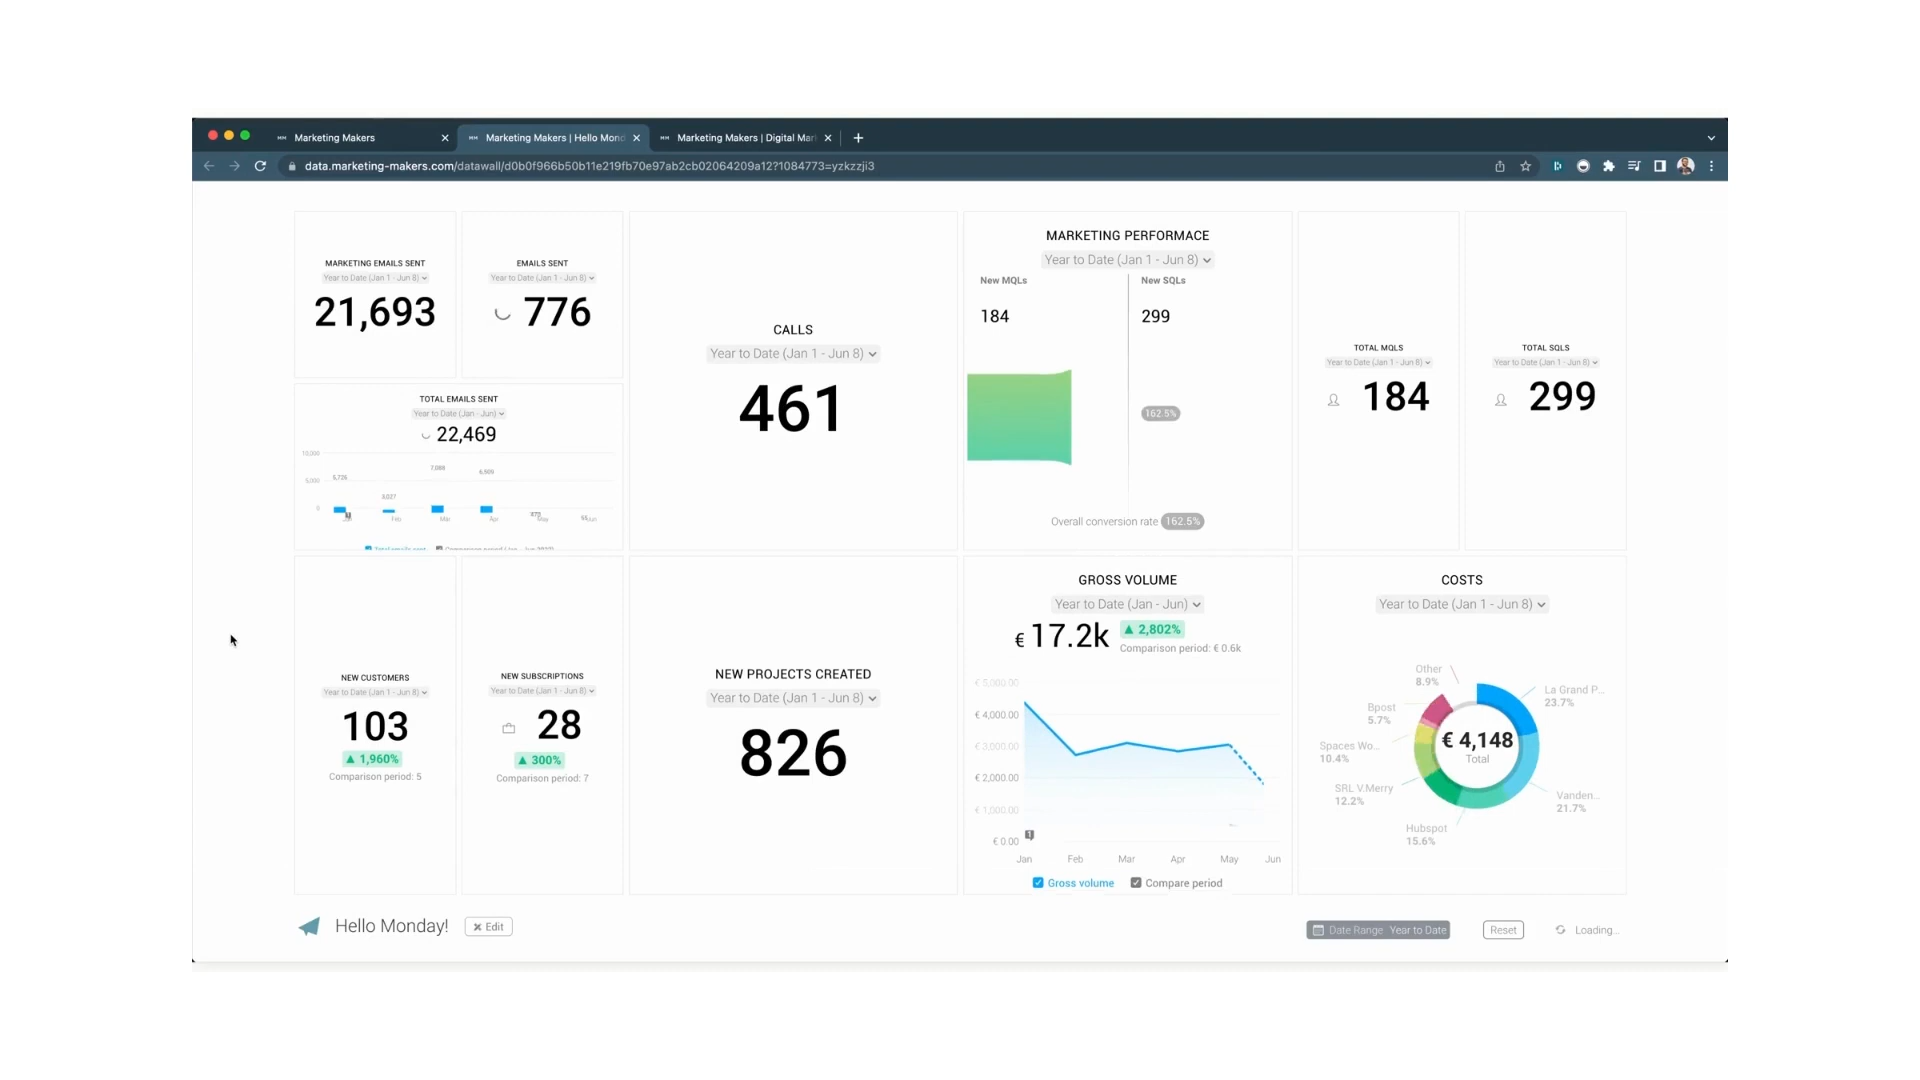 Marketing Makers
Marketing Makers | Hello Mond
Marketing Makers | Digital Mar
data.marketing-makers.com/datawall/d0b0f966b50b11e219fb70e97ab2cb02064209a12?1084773=yzkzzji3
MARKETING EMAILS SENT
Year to Date (Jan 1 - Jun 8)
21,693
EMAILS SENT
Year to Date (Jan 1 - Jun 8)
776
TOTAL EMAILS SENT
Year to Date (Jan - Jun)
22,469
10,000
5,000
0
5,726
3,027
7,088
6,509
Feb
Mar
Apr
May
Jun
Total emails sent
CALLS
Year to Date (Jan 1 - Jun 8)
461
MARKETING PERFORMACE
Year to Date (Jan 1 - Jun 8)
New MQLs
184
New SQLs
299
162.5%
Overall conversion rate 162.5%
TOTAL MQLS
Year to Date (Jan 1 - Jun 8)
184
TOTAL SQLS
Year to Date (Jan 1 - Jun 8)
299
NEW CUSTOMERS
Year to Date (Jan 1 - Jun 8)
103
▲ 1,960%
Comparison period: 5
NEW SUBSCRIPTIONS
Year to Date (Jan 1 - Jun 8)
28
▲ 300%
Comparison period: 7
NEW PROJECTS CREATED
Year to Date (Jan 1 - Jun 8)
826
GROSS VOLUME
Year to Date (Jan - Jun)
€ 17.2k
▲ 2,802%
Comparison period: € 0.6k
€ 5,000.00
€ 4,000.00
€ 3,000.00
€ 2,000.00
€ 1,000.00
€ 0.00
1
Jan
Feb
Mar
Apr
May
Jun
Gross volume
Compare period
COSTS
Year to Date (Jan 1 - Jun 8)
Other
8.9%
La Grand P...
23.7%
Bpost
5.7%
Spaces Wo...
10.4%
SRL V.Merry
12.2%
Hubspot
15.6%
Vanden...
21.7%
€ 4,148
Total
Hello Monday!
Edit
Date Range Year to Date
Reset
Loading...